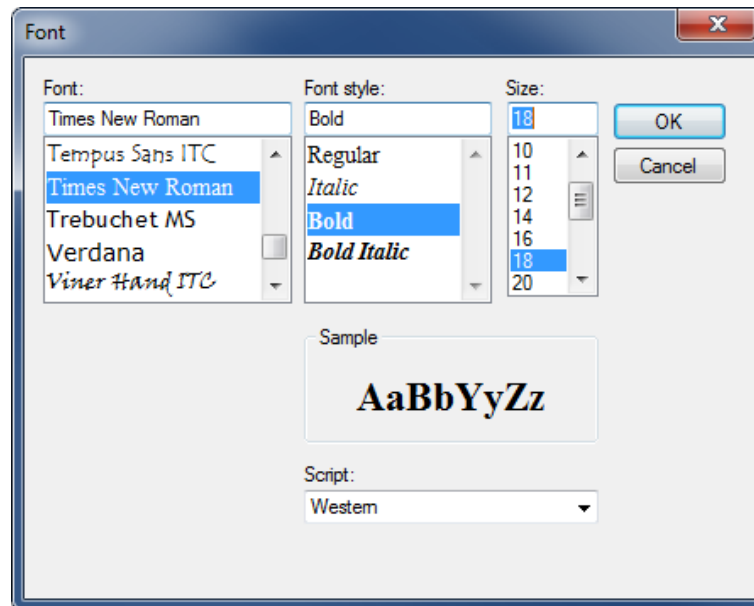 Font
Font: Font style: Size:
Times New Roman Bold 18 OK
Tempus Sans ITC Regular 10
Times New Roman Italic 11 Cancel
Trebuchet MS Bold 12
Verdana Bold Italic 14
Viner Hand ITC 16
18
20
Sample
AaBbYyZz
Script:
Western